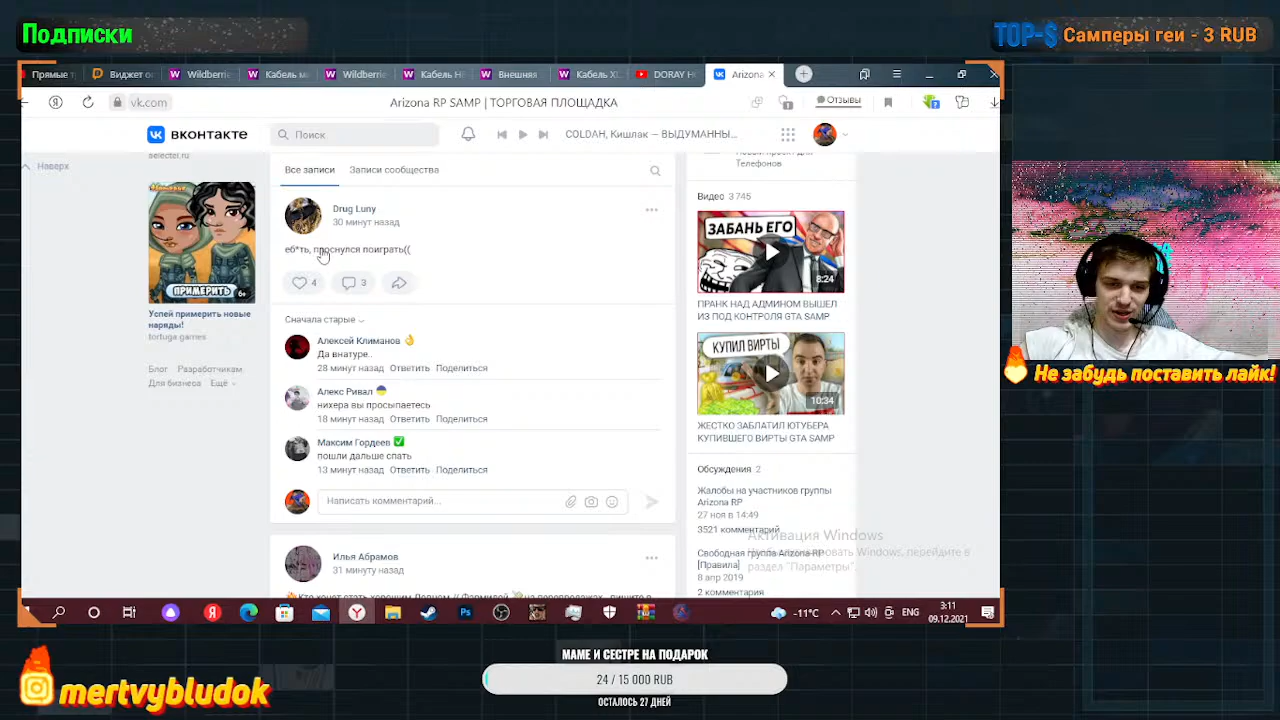 Подписки
TOP-$ Самперы геи - 3 RUB
Прямые т
Виджет о
Wildberrie
Кабель м
Wildberrie
Кабель H
Внешняя
Кабель XL
DORAY H
Arizona
vk.com
Arizona RP SAMP | ТОРГОВАЯ ПЛОЩАДКА
Отзывы
ВКОНТАКТЕ
Поиск
COLDAH, Кишлак — ВЫДУМАННЫ...
selectel.ru
Наверх
Все записи
Записи сообщества
Телефонов
Drug Luny
30 минут назад
еб*ть, проснулся поиграть((
4
3
ПРИМЕРИТЬ
6+
Успей примерить новые
наряды!
tortuga.games
Блог Разработчикам
Для бизнеса Ещё
Сначала старые
Алексей Климанов 👌
Да внатуре..
28 минут назад Ответить Поделиться
Алекс Ривал
нихера вы просыпаетесь
18 минут назад Ответить Поделиться
Максим Гордеев ✅
пошли дальше спать
13 минут назад Ответить Поделиться
Написать комментарий...
Илья Абрамов
31 минуту назад
Видео 3 745
ЗАБАНЬ ЕГО
8:24
ПРАНК НАД АДМИНОМ ВЫШЕЛ
ИЗ ПОД КОНТРОЛЯ GTA SAMP
КУПИЛ ВИРТЫ
10:34
ЖЕСТКО ЗАБЛАТИЛ ЮТУБЕРА
КУПИВШЕГО ВИРТЫ GTA SAMP
Обсуждения 2
Жалобы на участников группы
Arizona RP
27 ноя в 14:49
3521 комментарий
Свободная группа Arizona-RP
[Правила]
8 апр 2019
2 комментария
Активация Windows
Чтобы активировать Windows, перейдите в
раздел "Параметры".
-11°C
ENG
3:11
09.12.2021
Не забудь поставить лайк!
mertvybludok
МАМЕ И СЕСТРЕ НА ПОДАРОК
24 / 15 000 RUB
ОСТАЛОСЬ 27 ДНЕЙ